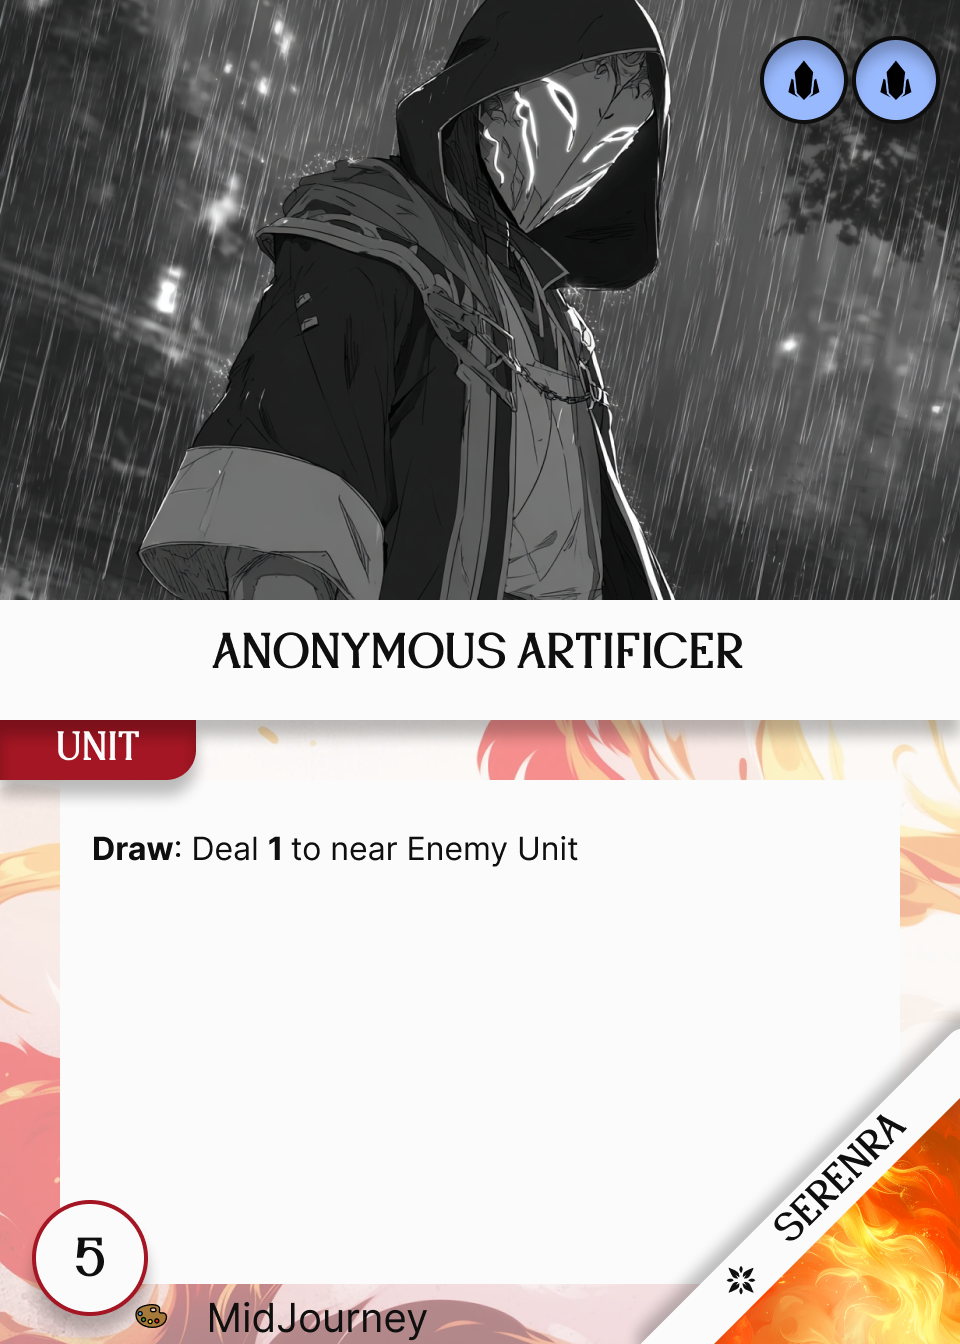 ANONYMOUS ARTIFICER
UNIT
Draw: Deal 1 to near Enemy Unit
SERENRA
5
MidJourney